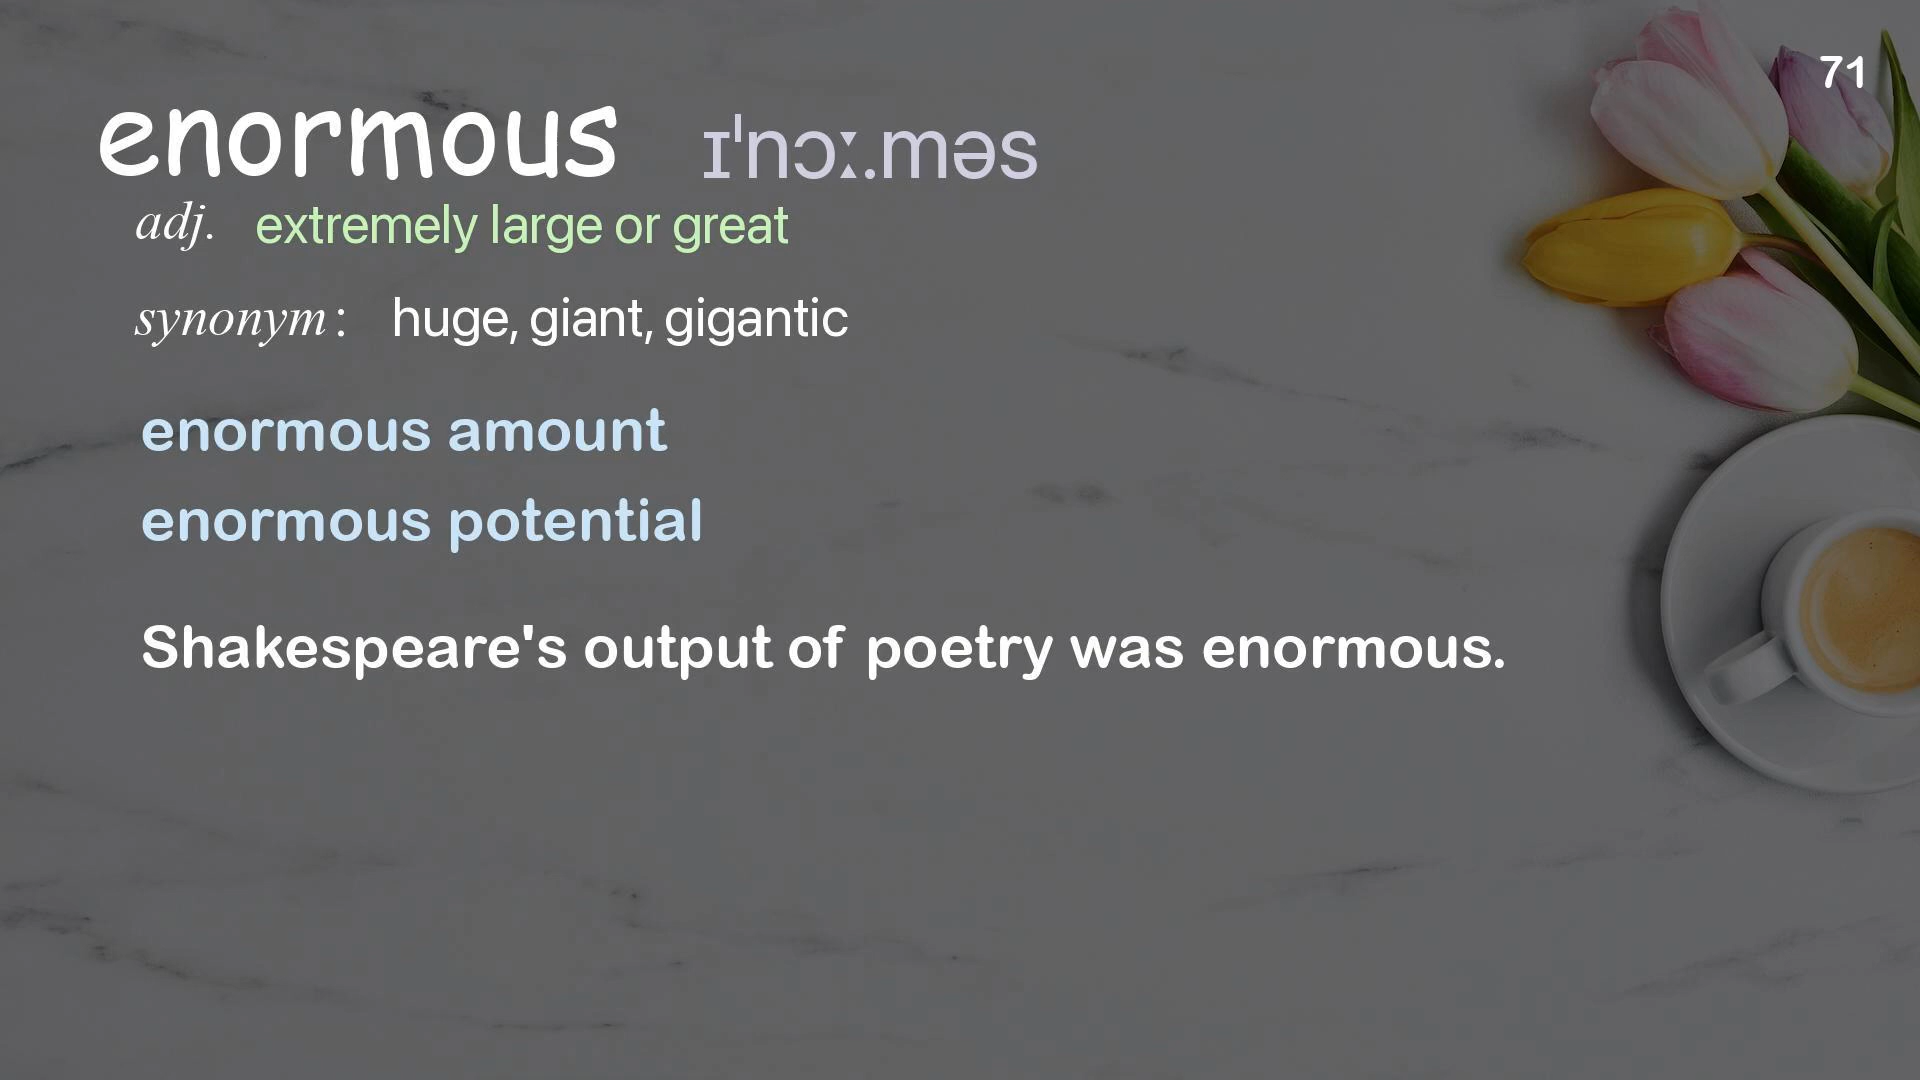 71
enormous ɪˈnɔː.məs
adj. extremely large or great
synonym: huge, giant, gigantic
enormous amount
enormous potential
Shakespeare's output of poetry was enormous.